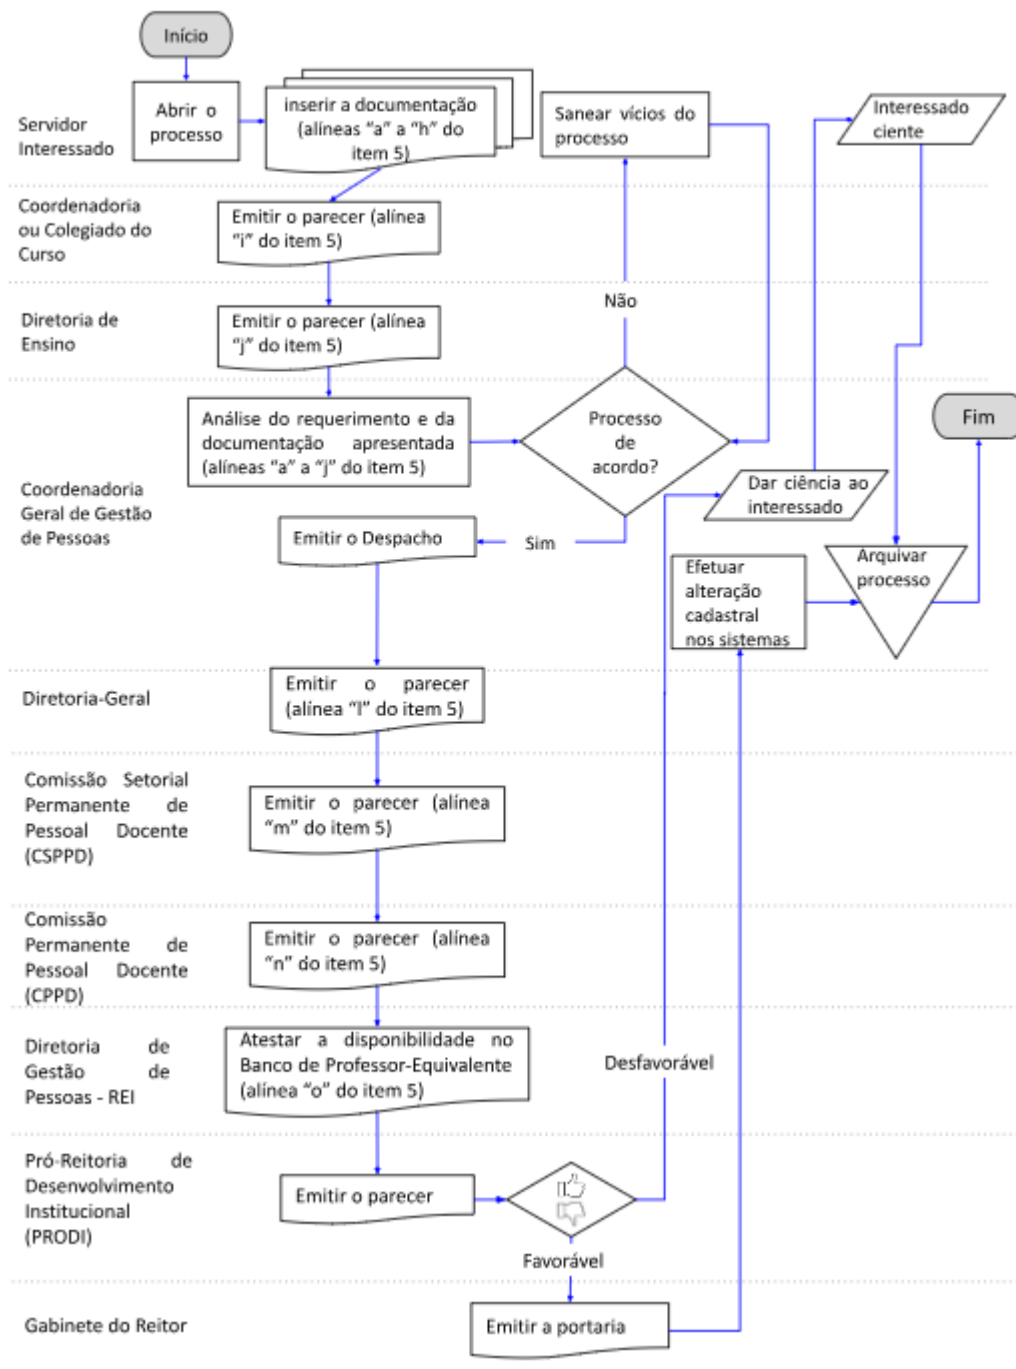 Início
Servidor
Interessado
Abrir o
processo
inserir a documentação
(alíneas “a” a “h” do
item 5)
Sanear vícios do
processo
Interessado
ciente
Coordenadoria
ou Colegiado do
Curso
Emitir o parecer (alínea
“i” do item 5)
Não
Diretoria de
Ensino
Emitir o parecer (alínea
“j” do item 5)
Coordenadoria
Geral de Gestão
de Pessoas
Análise do requerimento e da
documentação apresentada
(alíneas “a” a “j” do item 5)
Processo
de
acordo?
Fim
Dar ciência ao
interessado
Emitir o Despacho
Sim
Efetuar
alteração
cadastral
nos sistemas
Arquivar
processo
Diretoria-Geral
Emitir o parecer
(alínea “l” do item 5)
Comissão Setorial
Permanente de
Pessoal Docente
(CSPPD)
Emitir o parecer (alínea
“m” do item 5)
Comissão
Permanente de
Pessoal Docente
(CPPD)
Emitir o parecer (alínea
“n” do item 5)
Diretoria de
Gestão de
Pessoas - REI
Atestar a disponibilidade no
Banco de Professor-Equivalente
(alínea “o” do item 5)
Desfavorável
Pró-Reitoria de
Desenvolvimento
Institucional
(PRODI)
Emitir o parecer
Favorável
Gabinete do Reitor
Emitir a portaria